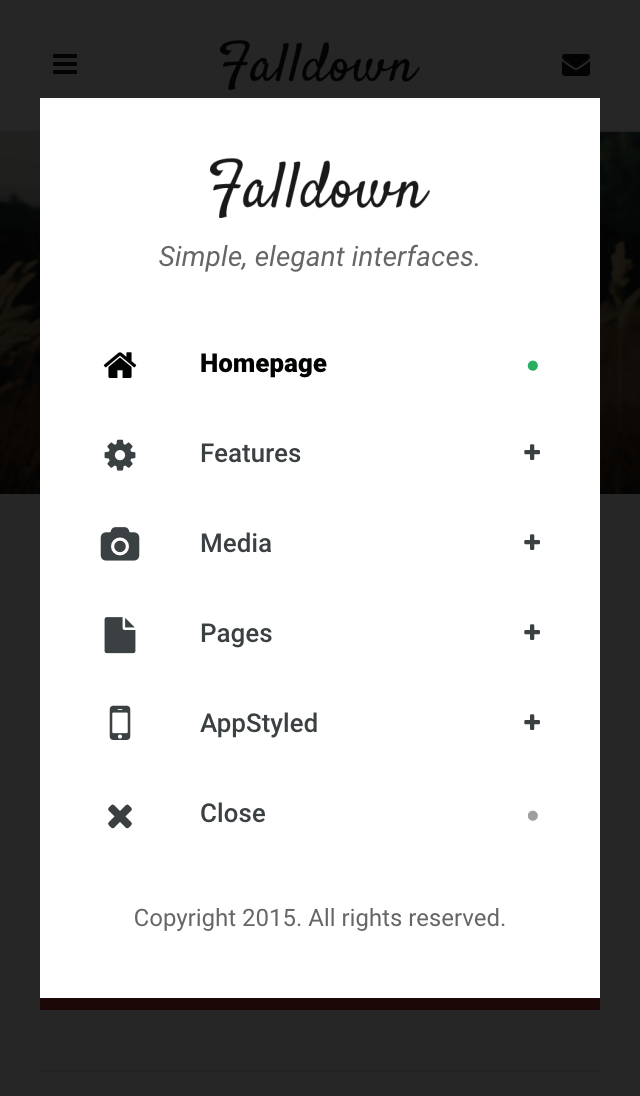 Falldown
Falldown
Simple, elegant interfaces.
Homepage
Features
Media
Pages
AppStyled
Close
Copyright 2015. All rights reserved.